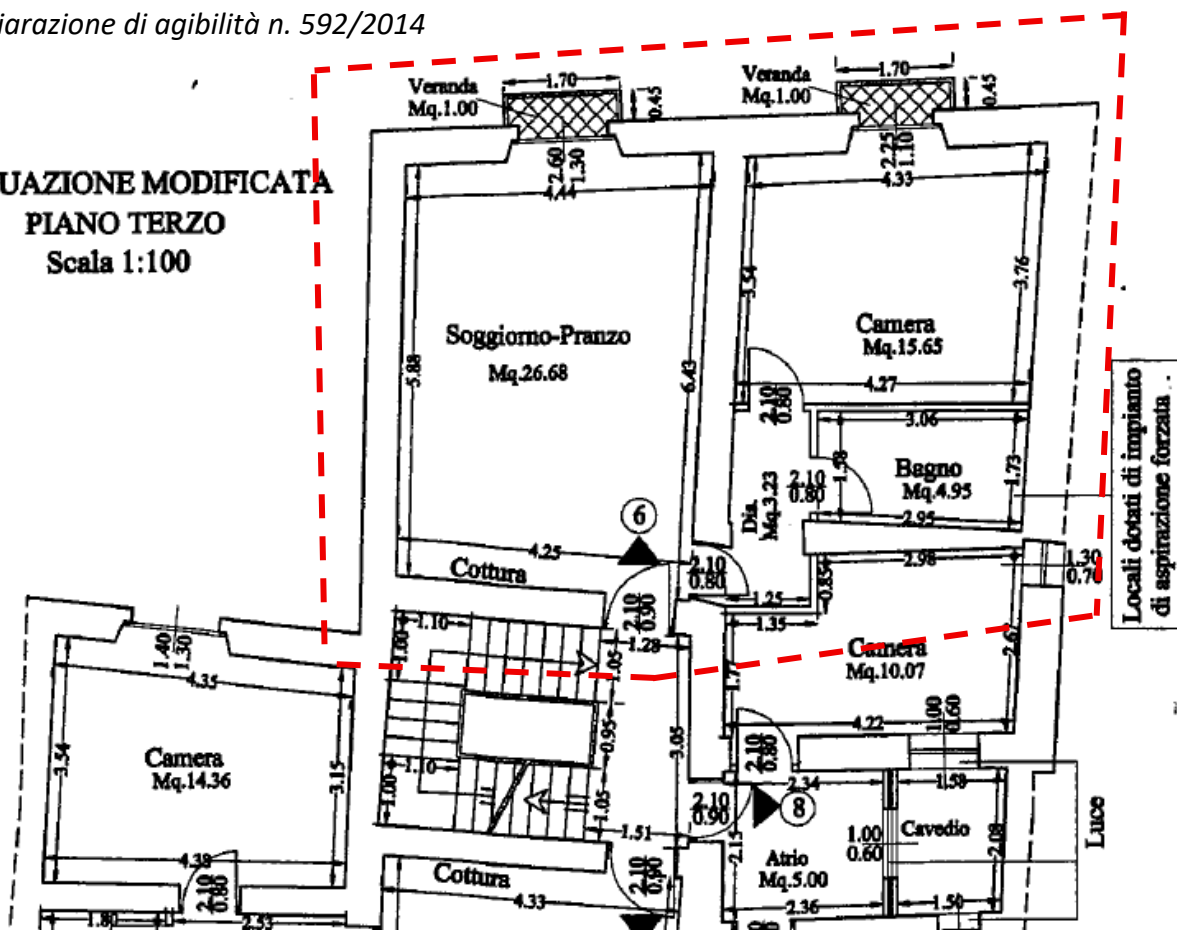 iarazione di agibilità n. 592/2014
UAZIONE MODIFICATA
PIANO TERZO
Scala 1:100
Veranda
Mq.1.00
1.70
0.45
Veranda
Mq.1.00
1.70
0.45
2.60
1.30
4.44
2.25
1.10
4.33
5.88
6.43
3.54
3.76
Soggiorno-Pranzo
Mq.26.68
Camera
Mq.15.65
4.27
2.10
0.80
3.06
1.58
1.73
Bagno
Mq.4.95
2.10
0.80
2.95
Dis.
Mq.3.23
Locali dotati di impianto
di aspirazione forzata
6
4.25
Cottura
2.10
0.80
2.10
0.90
1.25
1.35
0.85
2.98
1.30
0.70
1.10
1.00
1.28
1.05
Camera
Mq.10.07
2.67
1.77
4.22
1.00
0.60
1.40
1.30
4.35
3.54
3.15
Camera
Mq.14.36
4.38
2.10
0.80
1.80
2.53
0.95
3.05
1.10
1.00
1.05
1.51
2.10
0.80
2.10
0.90
8
2.34
1.58
2.15
Atrio
Mq.5.00
1.00
0.60
Cavedio
2.08
Luce
2.36
1.50
Cottura
4.33
2.10
0.90